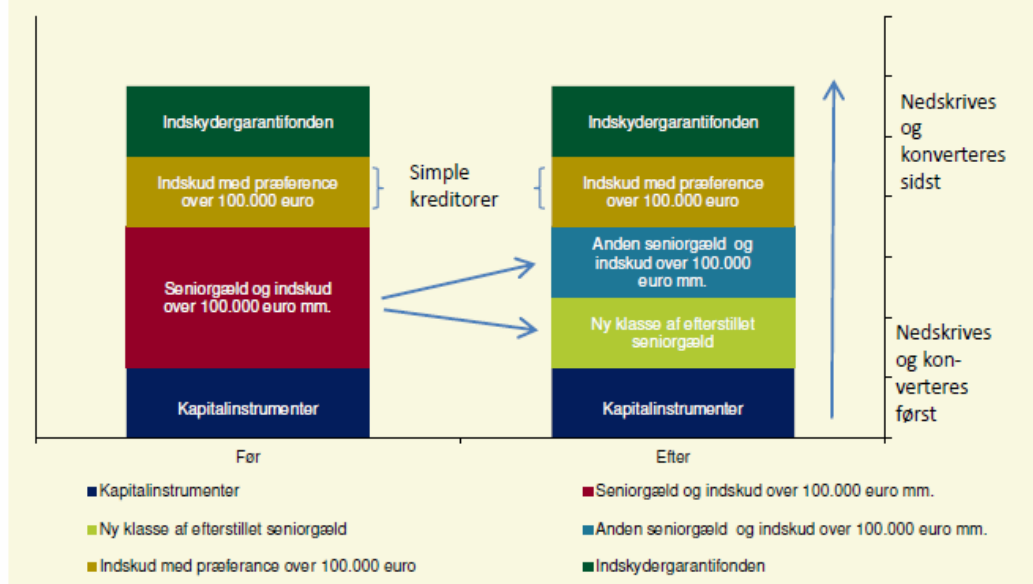 Indskydergarantifonden
Indskud med præference
over 100.000 euro
Seniorgæld og indskud
over 100.000 euro mm.
Kapitalinstrumenter
Simple
kreditorer
Indskydergarantifonden
Indskud med præference
over 100.000 euro
Anden seniorgæld og
indskud over 100.000
euro mm.
Ny klasse af efterstillet
seniorgæld
Kapitalinstrumenter
Nedskrives
og
konverteres
sidst
Nedskrives
og kon-
verteres
først
Før
Efter
Kapitalinstrumenter
Seniorgæld og indskud over 100.000 euro mm.
Ny klasse af efterstillet seniorgæld
Anden seniorgæld og indskud over 100.000 euro mm.
Indskud med præferance over 100.000 euro
Indskydergarantifonden